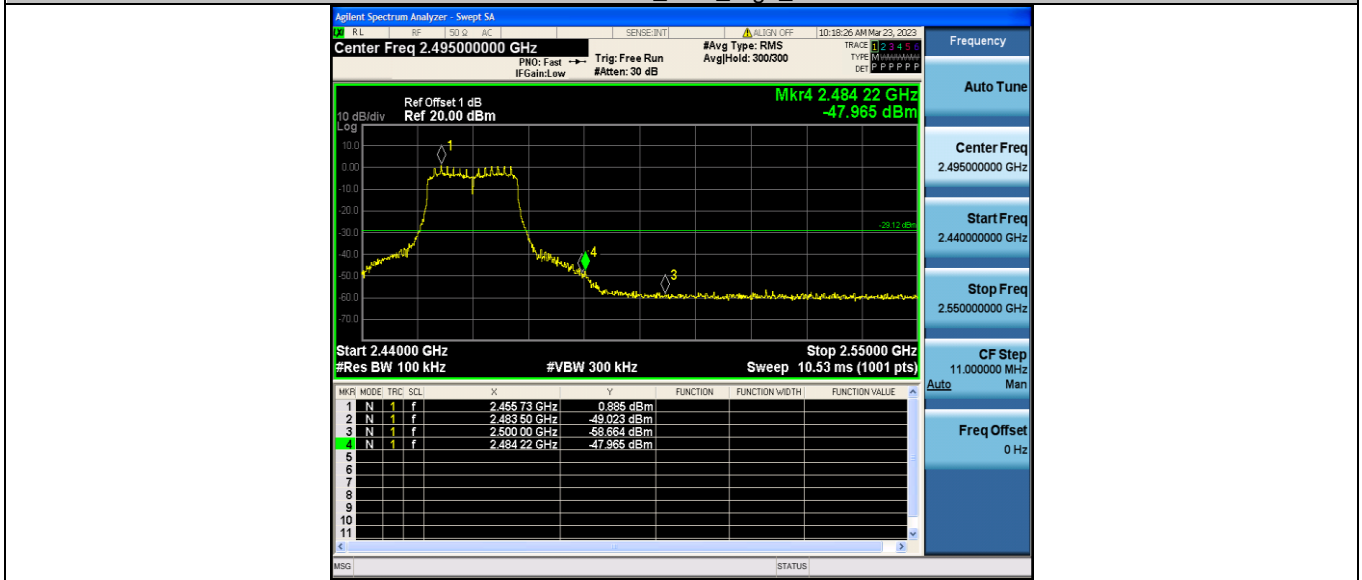 Agilent Spectrum Analyzer - Swept SA
RL RF 50 Ω AC SENSE:INT ALIGN OFF 10:18:26 AM Mar 23, 2023
Center Freq 2.495000000 GHz
PNO: Fast
IFGain:Low
Trig: Free Run
#Atten: 30 dB
#Avg Type: RMS
Avg|Hold: 300/300
TRACE 1 2 3 4 5 6
TYPE M
DET P P P P P P
Frequency
Auto Tune
Center Freq
2.495000000 GHz
Start Freq
2.440000000 GHz
Stop Freq
2.550000000 GHz
CF Step
11.000000 MHz
Auto Man
Freq Offset
0 Hz
Mkr4 2.484 22 GHz
-47.965 dBm
Ref Offset 1 dB
10 dB/div Ref 20.00 dBm
Log
10.0
0.00
-10.0
-20.0
-30.0
-40.0
-50.0
-60.0
-70.0
1
4
3
-29.12 dBm
Start 2.44000 GHz Stop 2.55000 GHz
#Res BW 100 kHz #VBW 300 kHz Sweep 10.53 ms (1001 pts)
MKR MODE TRC SCL X Y FUNCTION FUNCTION WIDTH FUNCTION VALUE
1 N 1 f 2.455 73 GHz 0.885 dBm
2 N 1 f 2.483 50 GHz -49.023 dBm
3 N 1 f 2.500 00 GHz -58.664 dBm
4 N 1 f 2.484 22 GHz -47.965 dBm
5
6
7
8
9
10
11
MSG STATUS